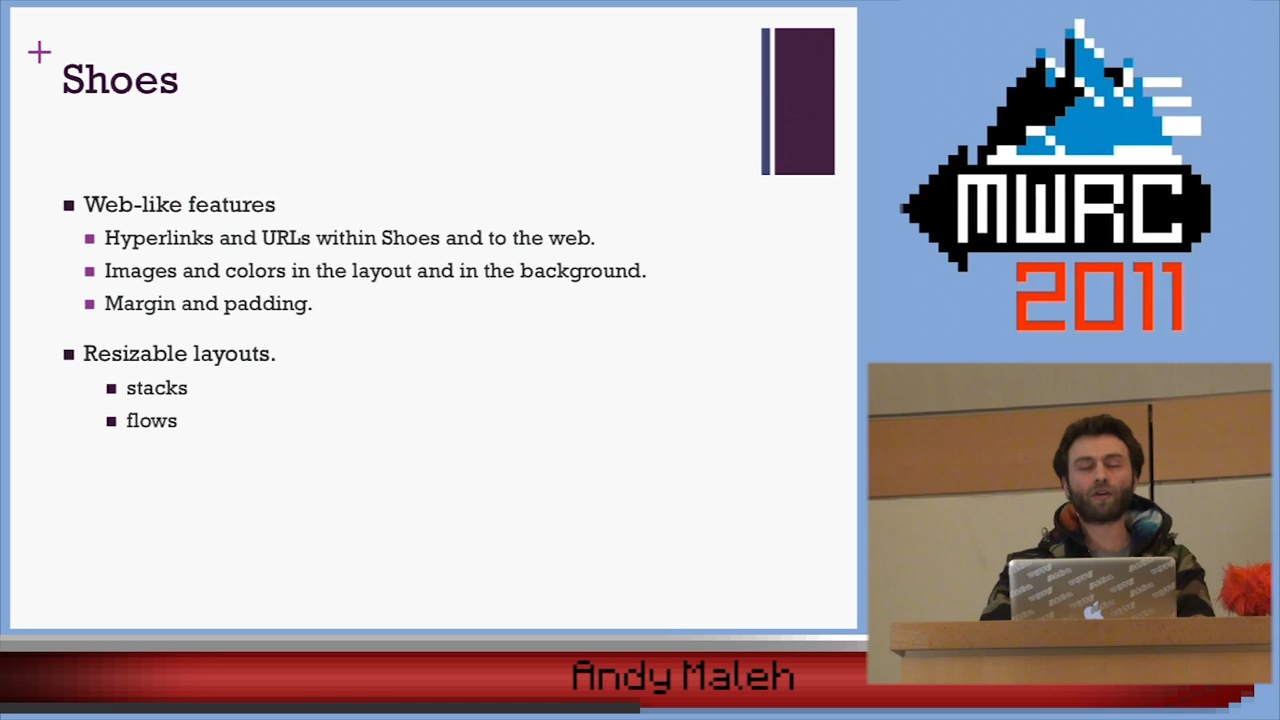 +
Shoes
Web-like features
Hyperlinks and URLs within Shoes and to the web.
Images and colors in the layout and in the background.
Margin and padding.
Resizable layouts.
stacks
flows
MWRC
2011
Andy Maleh